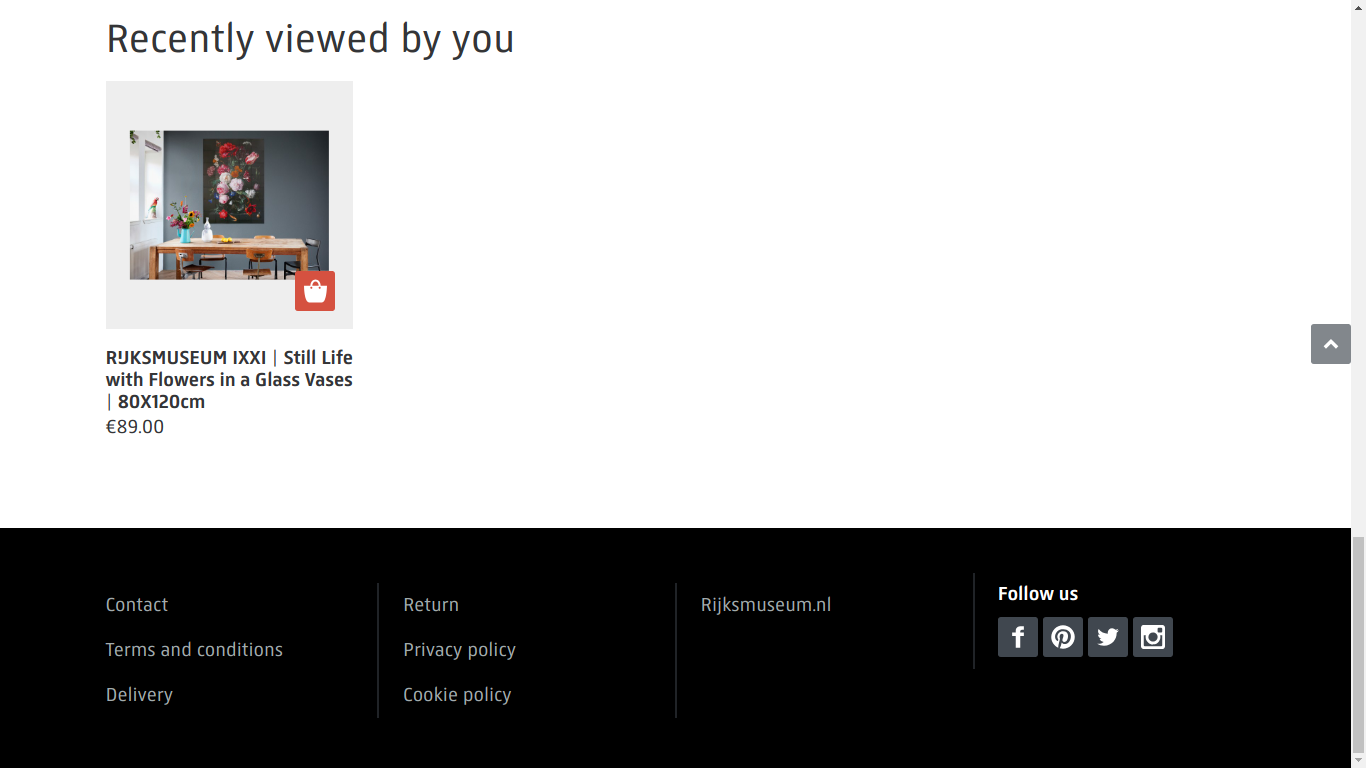 Recently viewed by you
RIJKSMUSEUM IXXI | Still Life
with Flowers in a Glass Vases
| 80X120cm
€89.00
Contact
Terms and conditions
Delivery
Return
Privacy policy
Cookie policy
Rijksmuseum.nl
Follow us